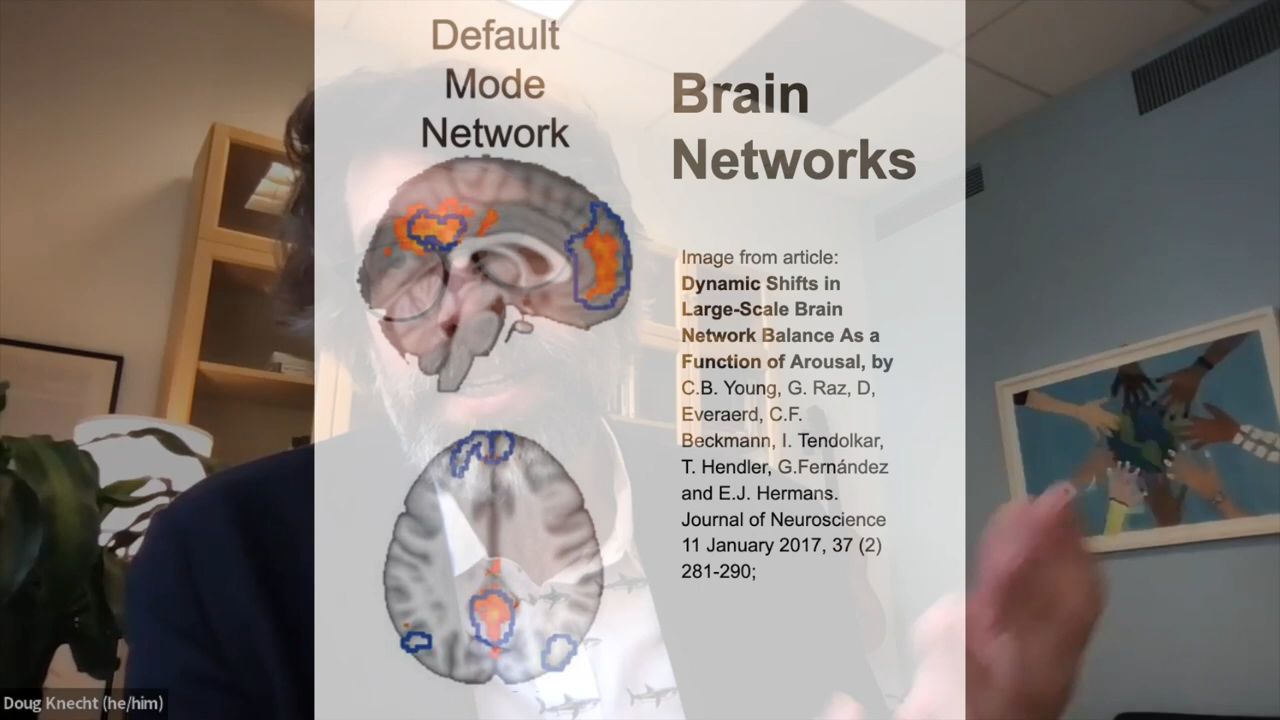 Default
Mode
Network
Brain
Networks
Image from article:
Dynamic Shifts in
Large-Scale Brain
Network Balance As a
Function of Arousal, by
C.B. Young, G. Raz, D,
Everaerd, C.F.
Beckmann, I. Tendolkar,
T. Hendler, G.Fernández
and E.J. Hermans.
Journal of Neuroscience
11 January 2017, 37 (2)
281-290;
Doug Knecht (he/him)